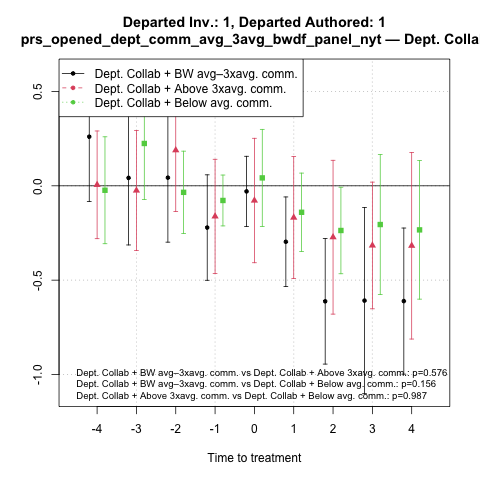 Departed Inv.: 1, Departed Authored: 1
prs_opened_dept_comm_avg_3avg_bwdf_panel_nyt — Dept. Colla
Dept. Collab + BW avg–3xavg. comm.
Dept. Collab + Above 3xavg. comm.
Dept. Collab + Below avg. comm.
0.5
0.0
-0.5
-1.0
Dept. Collab + BW avg–3xavg. comm. vs Dept. Collab + Above 3xavg. comm.: p=0.576
Dept. Collab + BW avg–3xavg. comm. vs Dept. Collab + Below avg. comm.: p=0.156
Dept. Collab + Above 3xavg. comm. vs Dept. Collab + Below avg. comm.: p=0.987
-4 -3 -2 -1 0 1 2 3 4
Time to treatment